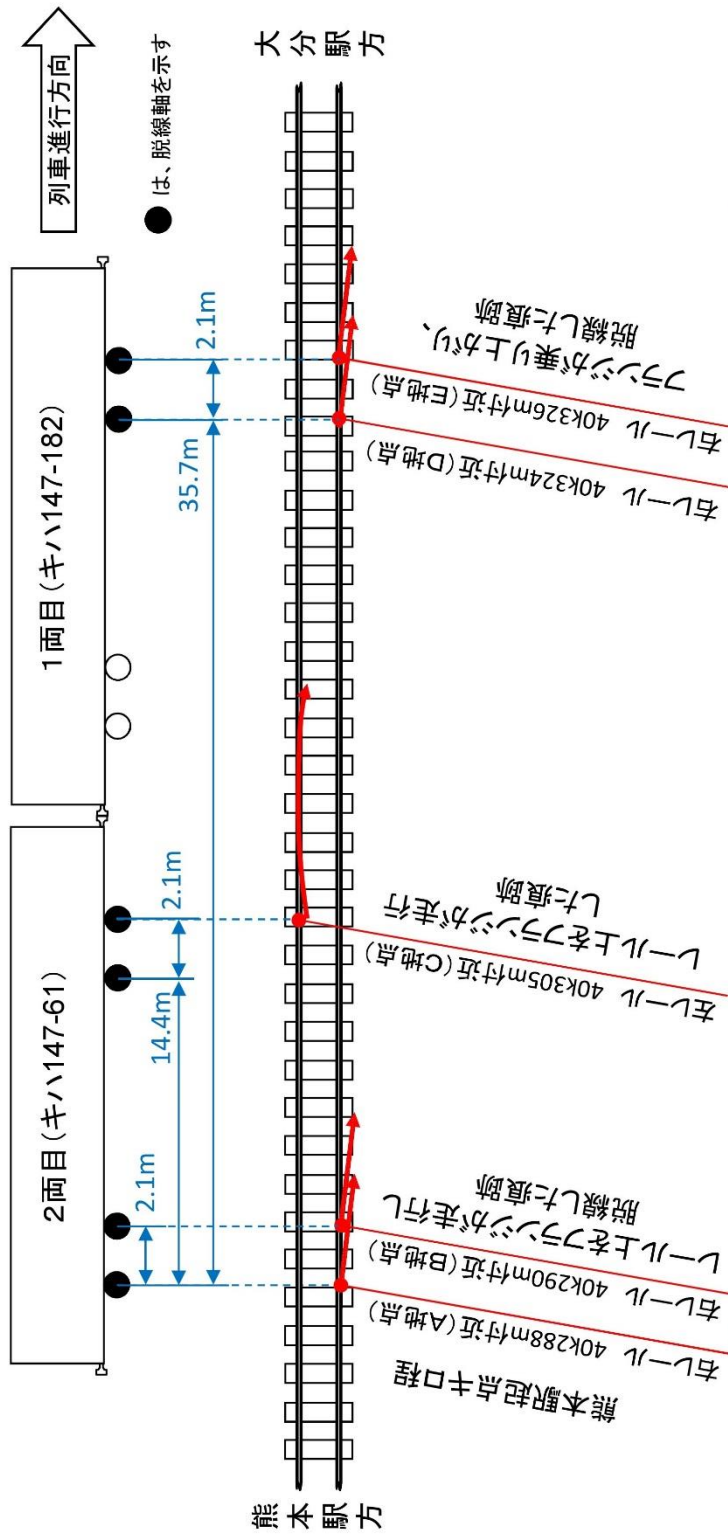 列車進行方向
●は、脱線軸を示す
2両目(キハ147-61)
1両目(キハ147-182)
2.1m
14.4m
2.1m
35.7m
2.1m
熊本駅方
大分駅方
熊本駅起点キロ程
右レール 40k288m付近(A地点)
右レール 40k290m付近(B地点)
レール上をフランジが走行し
脱線した痕跡
左レール 40k305m付近(C地点)
レール上をフランジが走行
した痕跡
右レール 40k324m付近(D地点)
右レール 40k326m付近(E地点)
フランジが乗り上がり、
脱線した痕跡